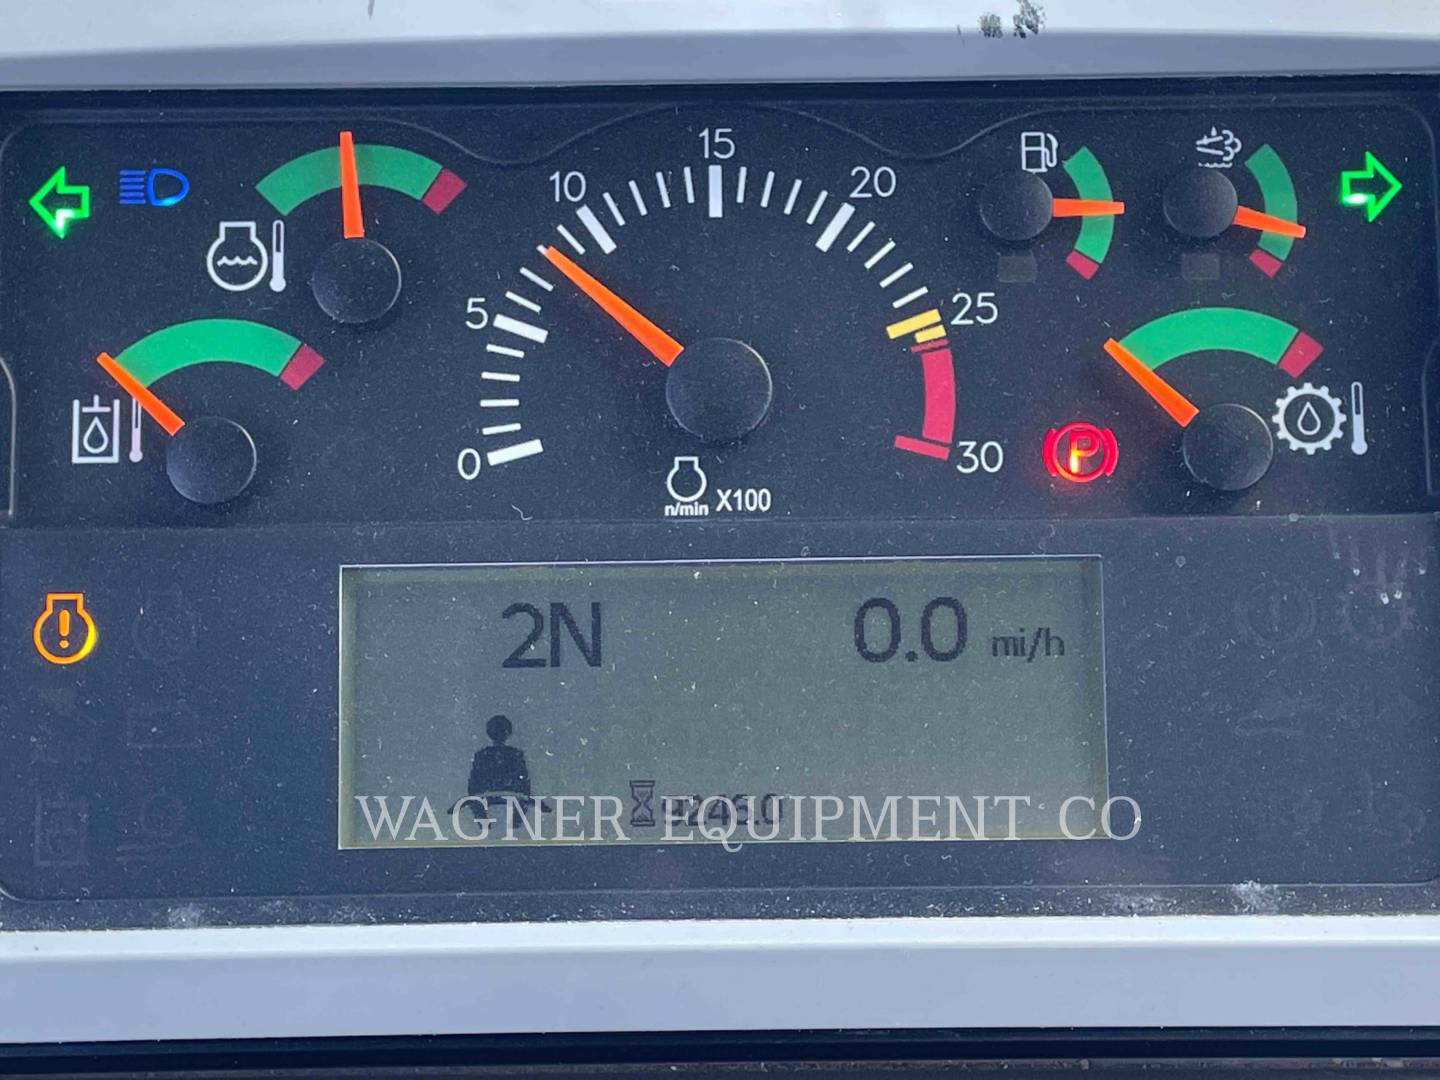 15
10
20
5
25
0
30
P
n/min X100
2N
0.0 mi/h
WAGNER EQUIPMENT CO